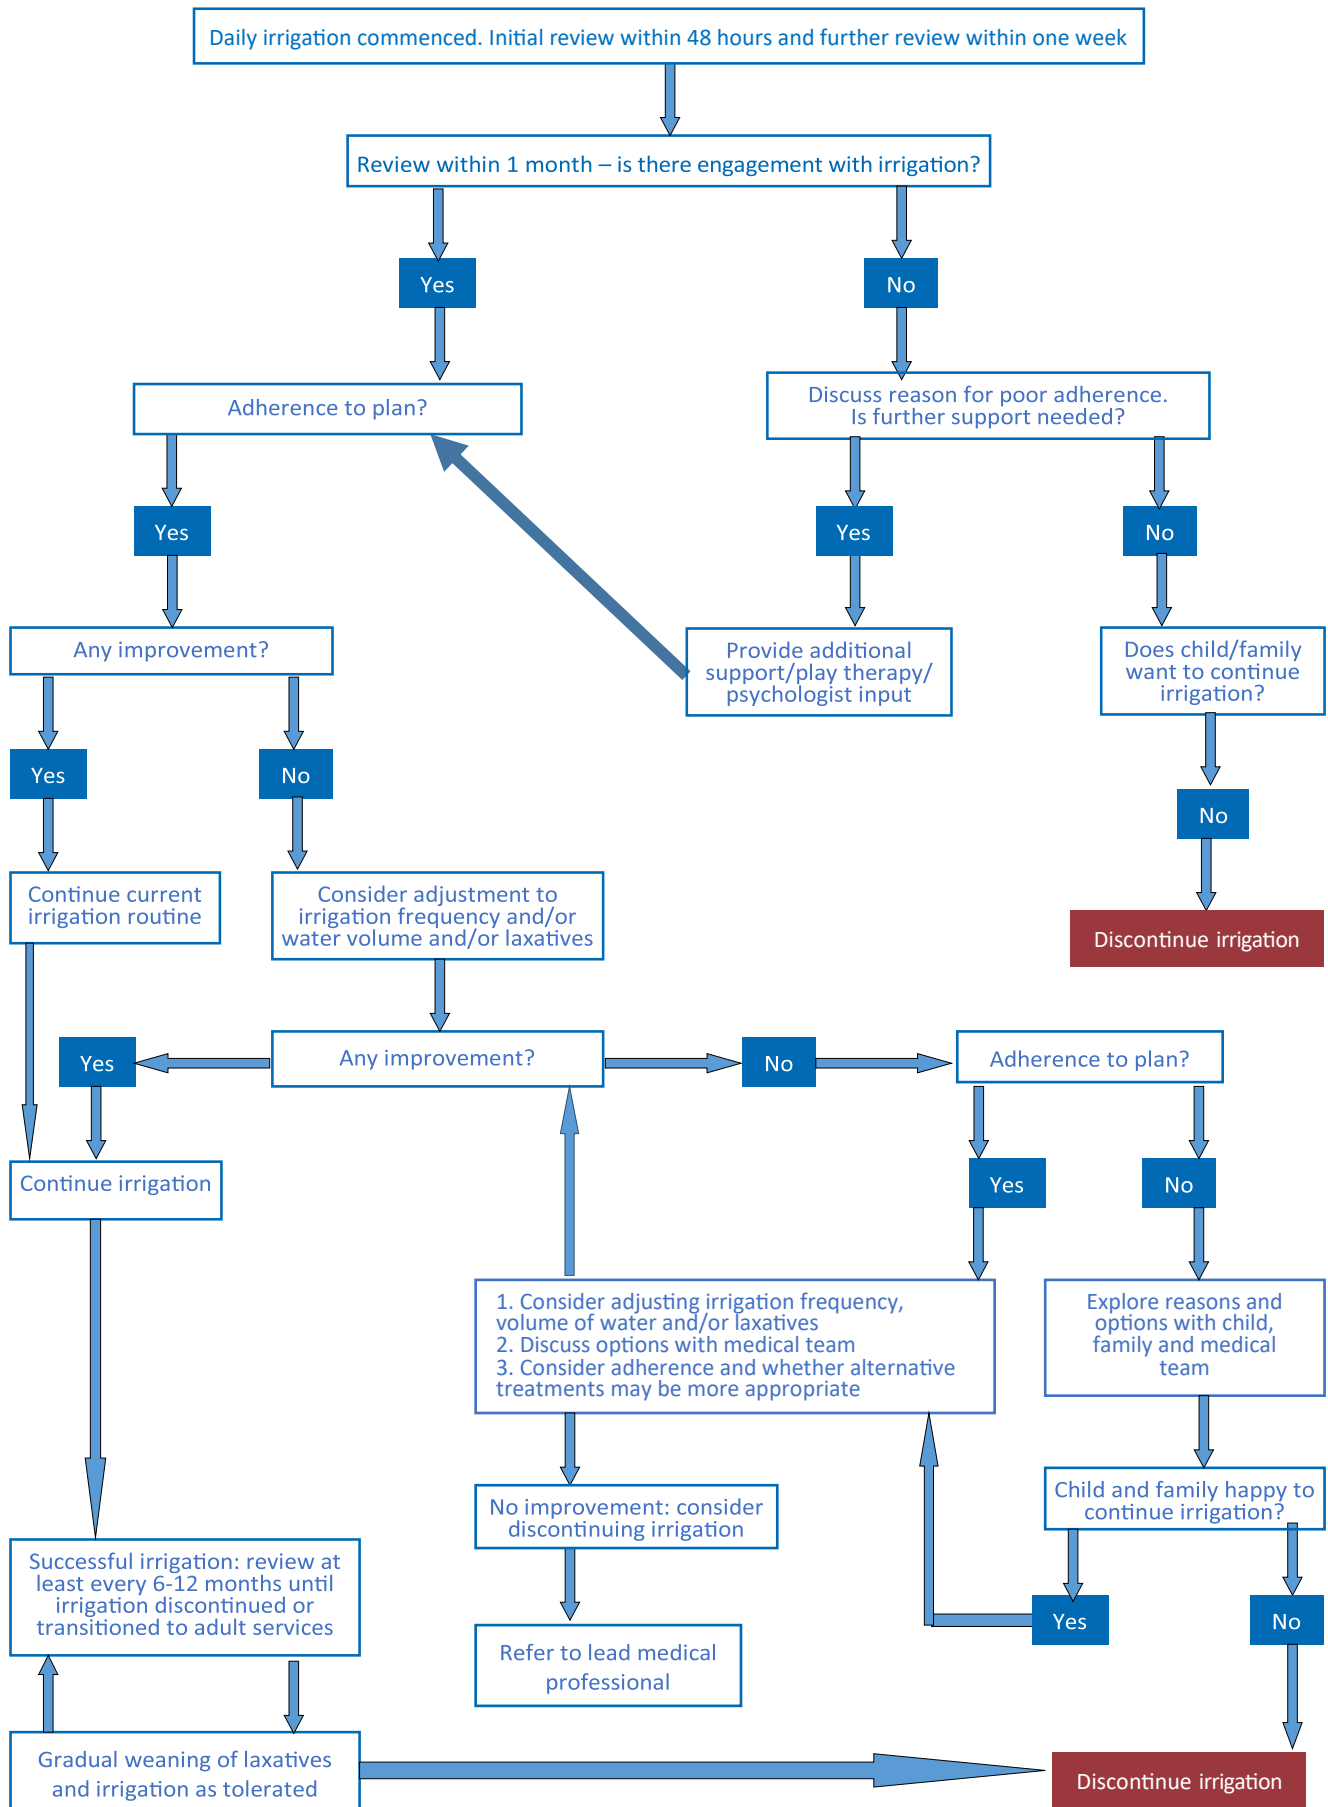 Daily irrigation commenced. Initial review within 48 hours and further review within one week
Review within 1 month – is there engagement with irrigation?
Yes
No
Adherence to plan?
Discuss reason for poor adherence.
Is further support needed?
Yes
Yes
No
Any improvement?
Provide additional
support/play therapy/
psychologist input
Does child/family
want to continue
irrigation?
Yes
No
No
Continue current
irrigation routine
Consider adjustment to
irrigation frequency and/or
water volume and/or laxatives
Discontinue irrigation
Yes
Any improvement?
No
Adherence to plan?
Continue irrigation
Yes
No
1. Consider adjusting irrigation frequency,
volume of water and/or laxatives
2. Discuss options with medical team
3. Consider adherence and whether alternative
treatments may be more appropriate
Explore reasons and
options with child,
family and medical
team
No improvement: consider
discontinuing irrigation
Child and family happy to
continue irrigation?
Successful irrigation: review at
least every 6-12 months until
irrigation discontinued or
transitioned to adult services
Yes
No
Refer to lead medical
professional
Gradual weaning of laxatives
and irrigation as tolerated
Discontinue irrigation